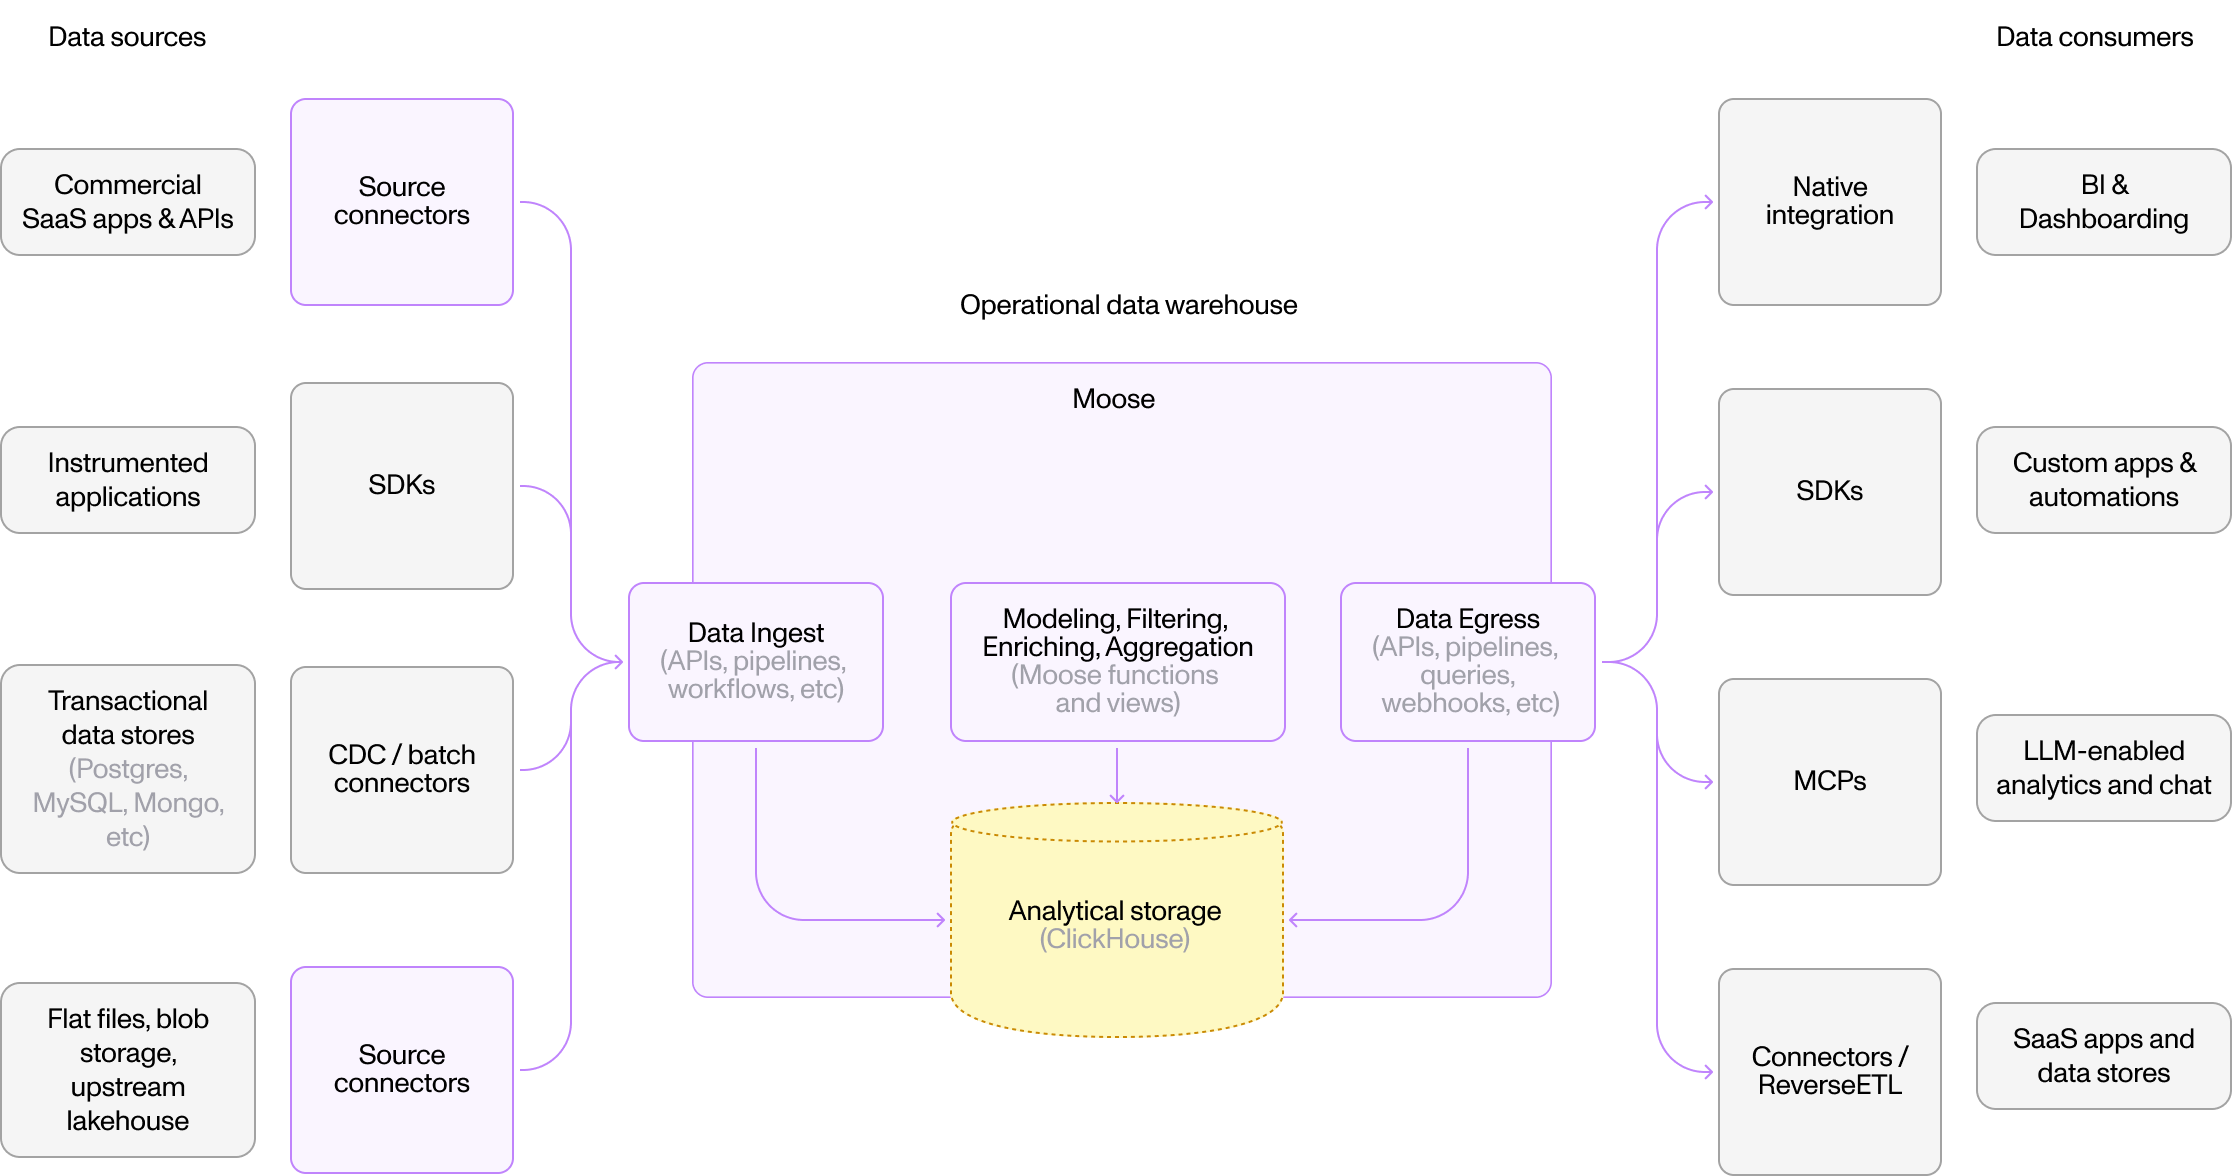 Data sources
Data consumers
Commercial
SaaS apps & APIs
Source
connectors
Native
integration
BI &
Dashboarding
Operational data warehouse
Moose
Instrumented
applications
SDKs
SDKs
Custom apps &
automations
Data Ingest
(APIs, pipelines,
workflows, etc)
Modeling, Filtering,
Enriching, Aggregation
(Moose functions
and views)
Data Egress
(APIs, pipelines,
queries,
webhooks, etc)
Transactional
data stores
(Postgres,
MySQL, Mongo,
etc)
CDC / batch
connectors
MCPs
LLM-enabled
analytics and chat
Analytical storage
(ClickHouse)
Flat files, blob
storage,
upstream
lakehouse
Source
connectors
Connectors /
ReverseETL
SaaS apps and
data stores